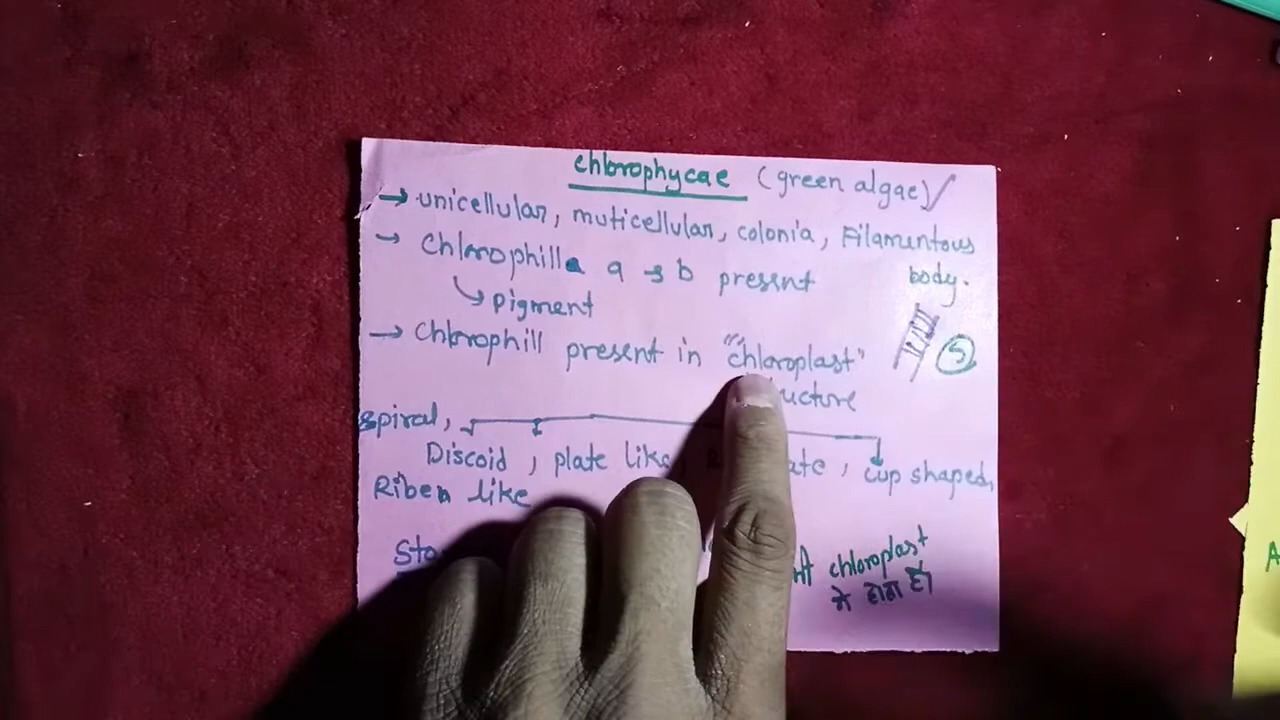 chlorophycae (green algae)
→ unicellular, muticellular, colonia, Filamentous
body.
→ Chlorophilla a → b present
↳ pigment
→ Chlorophill present in "chloroplast"
5
spiral,
Discoid, plate like , cup shaped,
Riben like
chloroplast
मे होता है।